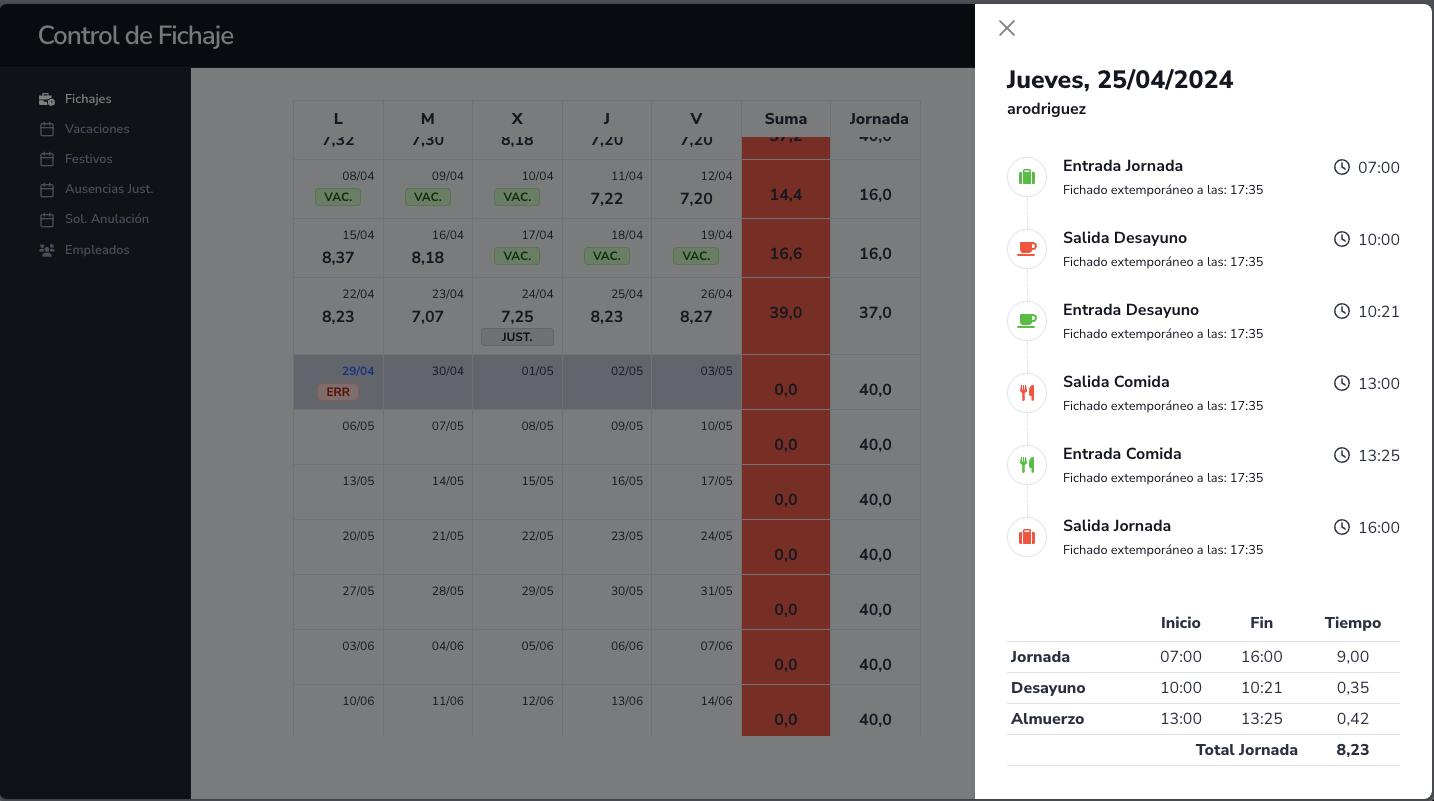 Control de Fichaje
Fichajes
Vacaciones
Festivos
Ausencias Just.
Sol. Anulación
Empleados
L M X J V Suma Jornada
7,32 7,30 8,18 7,20 7,20 37,2 40,0
08/04 09/04 10/04 11/04 12/04
VAC. VAC. VAC. 7,22 7,20 14,4 16,0
15/04 16/04 17/04 18/04 19/04
8,37 8,18 VAC. VAC. VAC. 16,6 16,0
22/04 23/04 24/04 25/04 26/04
8,23 7,07 7,25 8,23 8,27 39,0 37,0
JUST.
29/04 30/04 01/05 02/05 03/05
ERR 0,0 40,0
06/05 07/05 08/05 09/05 10/05
0,0 40,0
13/05 14/05 15/05 16/05 17/05
0,0 40,0
20/05 21/05 22/05 23/05 24/05
0,0 40,0
27/05 28/05 29/05 30/05 31/05
0,0 40,0
03/06 04/06 05/06 06/06 07/06
0,0 40,0
10/06 11/06 12/06 13/06 14/06
0,0 40,0
Jueves, 25/04/2024
arodriguez
Entrada Jornada 07:00
Fichado extemporáneo a las: 17:35
Salida Desayuno 10:00
Fichado extemporáneo a las: 17:35
Entrada Desayuno 10:21
Fichado extemporáneo a las: 17:35
Salida Comida 13:00
Fichado extemporáneo a las: 17:35
Entrada Comida 13:25
Fichado extemporáneo a las: 17:35
Salida Jornada 16:00
Fichado extemporáneo a las: 17:35
Inicio Fin Tiempo
Jornada 07:00 16:00 9,00
Desayuno 10:00 10:21 0,35
Almuerzo 13:00 13:25 0,42
Total Jornada 8,23